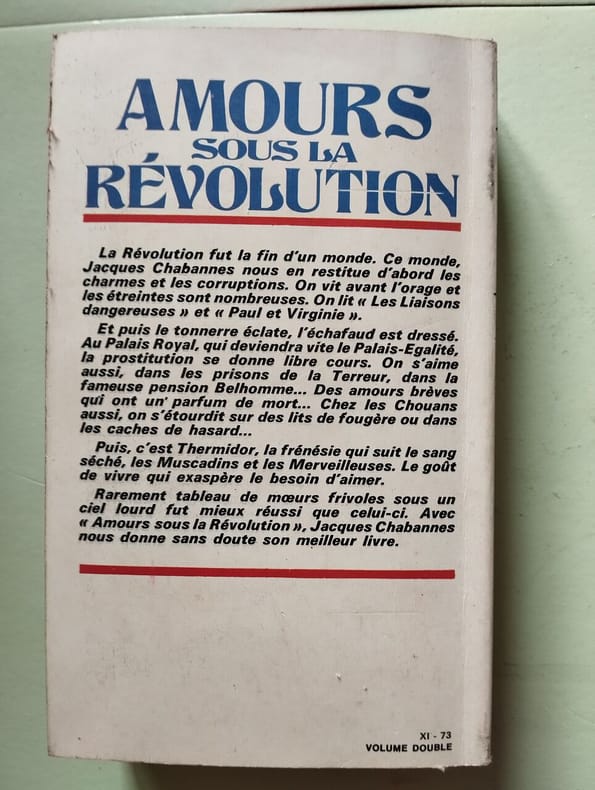 AMOURS
SOUS LA
RÉVOLUTION
La Révolution fut la fin d'un monde. Ce monde,
Jacques Chabannes nous en restitue d'abord les
charmes et les corruptions. On vit avant l'orage et
les étreintes sont nombreuses. On lit « Les Liaisons
dangereuses » et « Paul et Virginie ».
Et puis le tonnerre éclate, l'échafaud est dressé.
Au Palais Royal, qui deviendra vite le Palais-Egalité,
la prostitution se donne libre cours. On s'aime
aussi, dans les prisons de la Terreur, dans la
fameuse pension Belhomme... Des amours brèves
qui ont un parfum de mort... Chez les Chouans
aussi, on s'étourdit sur des lits de fougère ou dans
les caches de hasard...
Puis, c'est Thermidor, la frénésie qui suit le sang
séché, les Muscadins et les Merveilleuses. Le goût
de vivre qui exaspère le besoin d'aimer.
Rarement tableau de mœurs frivoles sous un
ciel lourd fut mieux réussi que celui-ci. Avec
« Amours sous la Révolution », Jacques Chabannes
nous donne sans doute son meilleur livre.
XI - 73
VOLUME DOUBLE